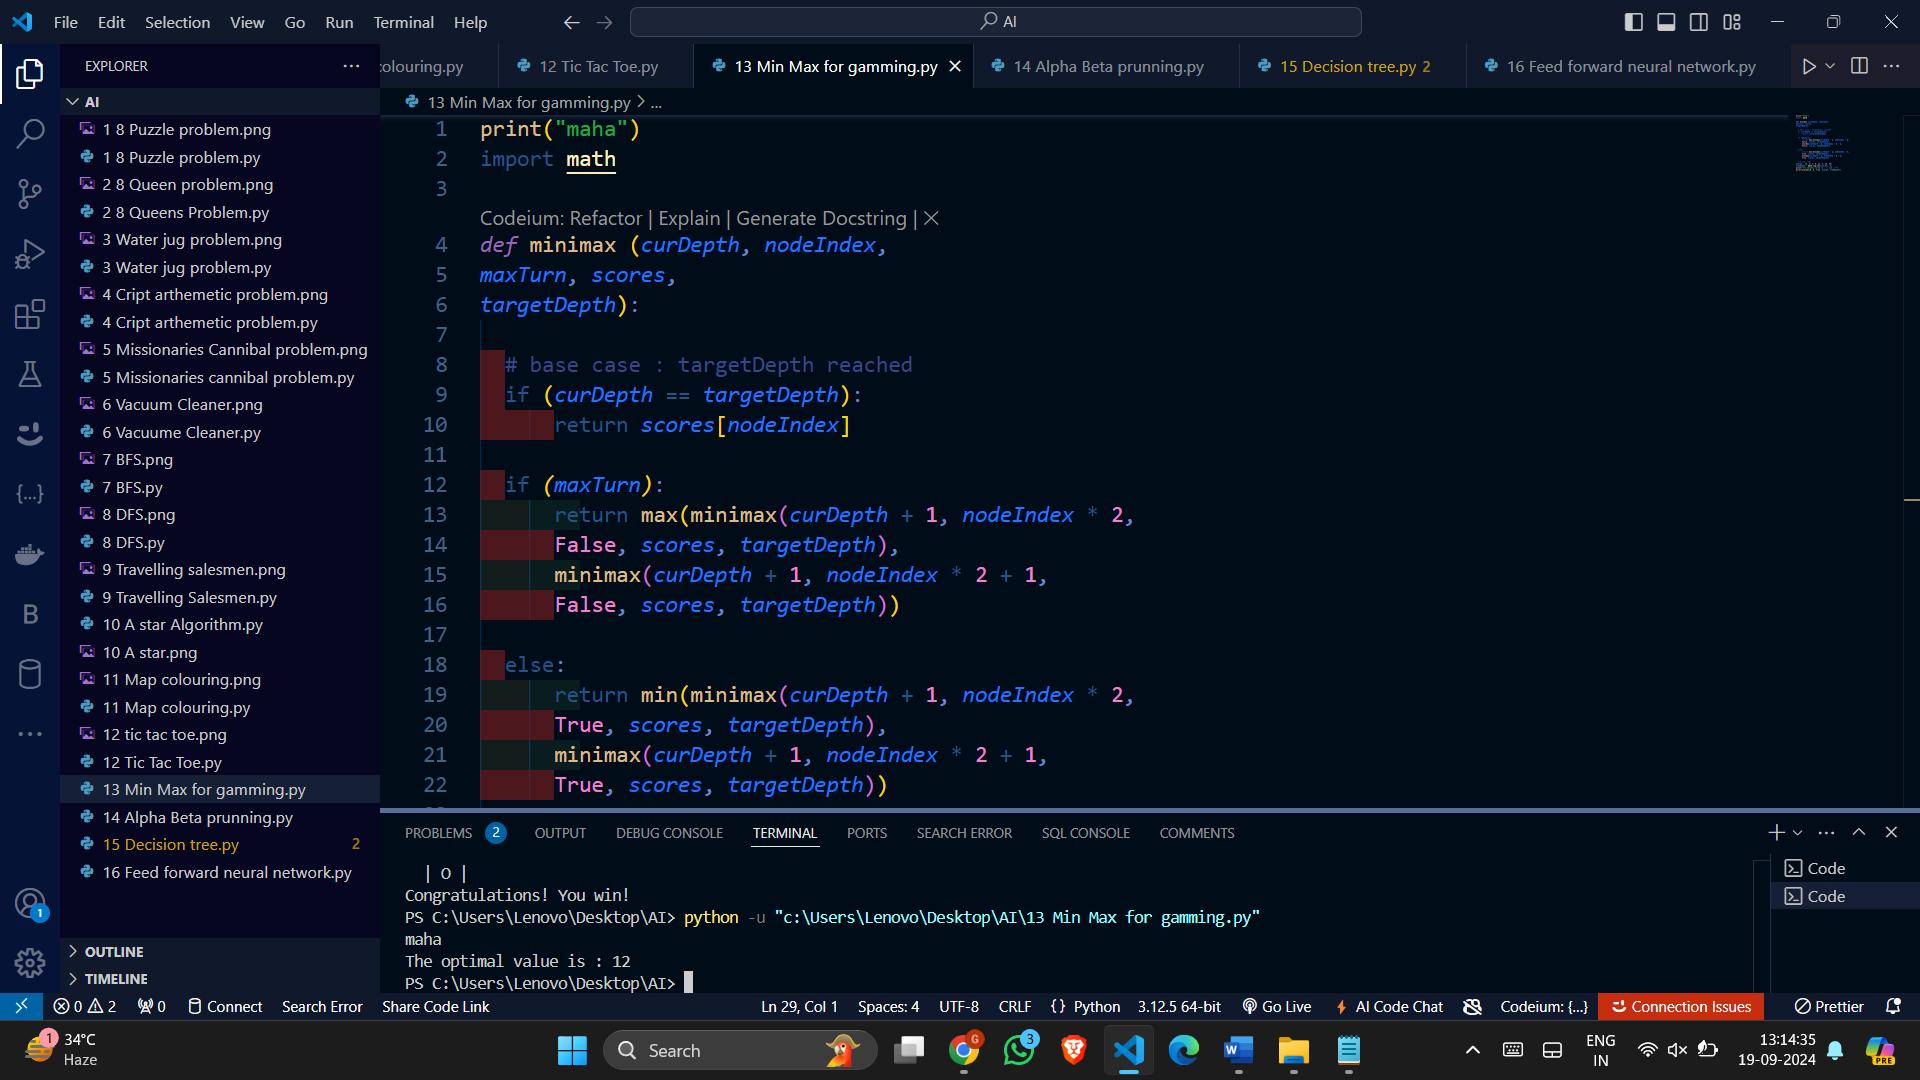 File Edit Selection View Go Run Terminal Help
AI
EXPLORER
colouring.py
12 Tic Tac Toe.py
13 Min Max for gamming.py
14 Alpha Beta prunning.py
15 Decision tree.py 2
16 Feed forward neural network.py
AI
1 8 Puzzle problem.png
1 8 Puzzle problem.py
2 8 Queen problem.png
2 8 Queens Problem.py
3 Water jug problem.png
3 Water jug problem.py
4 Cript arthemetic problem.png
4 Cript arthemetic problem.py
5 Missionaries Cannibal problem.png
5 Missionaries cannibal problem.py
6 Vacuum Cleaner.png
6 Vacuume Cleaner.py
7 BFS.png
7 BFS.py
8 DFS.png
8 DFS.py
9 Travelling salesmen.png
9 Travelling Salesmen.py
10 A star Algorithm.py
10 A star.png
11 Map colouring.png
11 Map colouring.py
12 tic tac toe.png
12 Tic Tac Toe.py
13 Min Max for gamming.py
14 Alpha Beta prunning.py
15 Decision tree.py 2
16 Feed forward neural network.py
OUTLINE
TIMELINE
B
1
13 Min Max for gamming.py > ...
1 print("maha")
2 import math
3
Codeium: Refactor | Explain | Generate Docstring | ×
4 def minimax (curDepth, nodeIndex,
5 maxTurn, scores,
6 targetDepth):
7
8 # base case : targetDepth reached
9 if (curDepth == targetDepth):
10 return scores[nodeIndex]
11
12 if (maxTurn):
13 return max(minimax(curDepth + 1, nodeIndex * 2,
14 False, scores, targetDepth),
15 minimax(curDepth + 1, nodeIndex * 2 + 1,
16 False, scores, targetDepth))
17
18 else:
19 return min(minimax(curDepth + 1, nodeIndex * 2,
20 True, scores, targetDepth),
21 minimax(curDepth + 1, nodeIndex * 2 + 1,
22 True, scores, targetDepth))
PROBLEMS 2 OUTPUT DEBUG CONSOLE TERMINAL PORTS SEARCH ERROR SQL CONSOLE COMMENTS
| O |
Congratulations! You win!
PS C:\Users\Lenovo\Desktop\AI> python -u "c:\Users\Lenovo\Desktop\AI\13 Min Max for gamming.py"
maha
The optimal value is : 12
PS C:\Users\Lenovo\Desktop\AI>
Code
Code
0 2 0 Connect Search Error Share Code Link Ln 29, Col 1 Spaces: 4 UTF-8 CRLF {} Python 3.12.5 64-bit Go Live AI Code Chat Codeium: {...} Connection Issues Prettier
1
34°C
Haze
Search
G
3
W
ENG
IN
13:14:35
19-09-2024
PRE